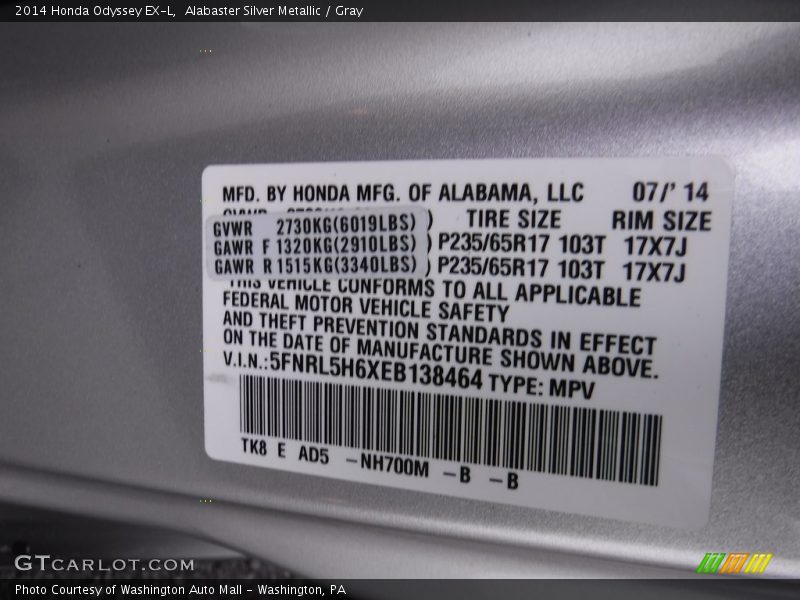 2014 Honda Odyssey EX-L, Alabaster Silver Metallic / Gray
MFD. BY HONDA MFG. OF ALABAMA, LLC 07/' 14
GVWR 2730KG(6019LBS) ) TIRE SIZE RIM SIZE
GAWR F 1320KG(2910LBS) ) P235/65R17 103T 17X7J
GAWR R 1515KG(3340LBS) ) P235/65R17 103T 17X7J
THIS VEHICLE CONFORMS TO ALL APPLICABLE
FEDERAL MOTOR VEHICLE SAFETY
AND THEFT PREVENTION STANDARDS IN EFFECT
ON THE DATE OF MANUFACTURE SHOWN ABOVE.
V.I.N.:5FNRL5H6XEB138464 TYPE: MPV
TK8 E AD5 -NH700M -B -B
GTCARLOT.COM
Photo Courtesy of Washington Auto Mall - Washington, PA